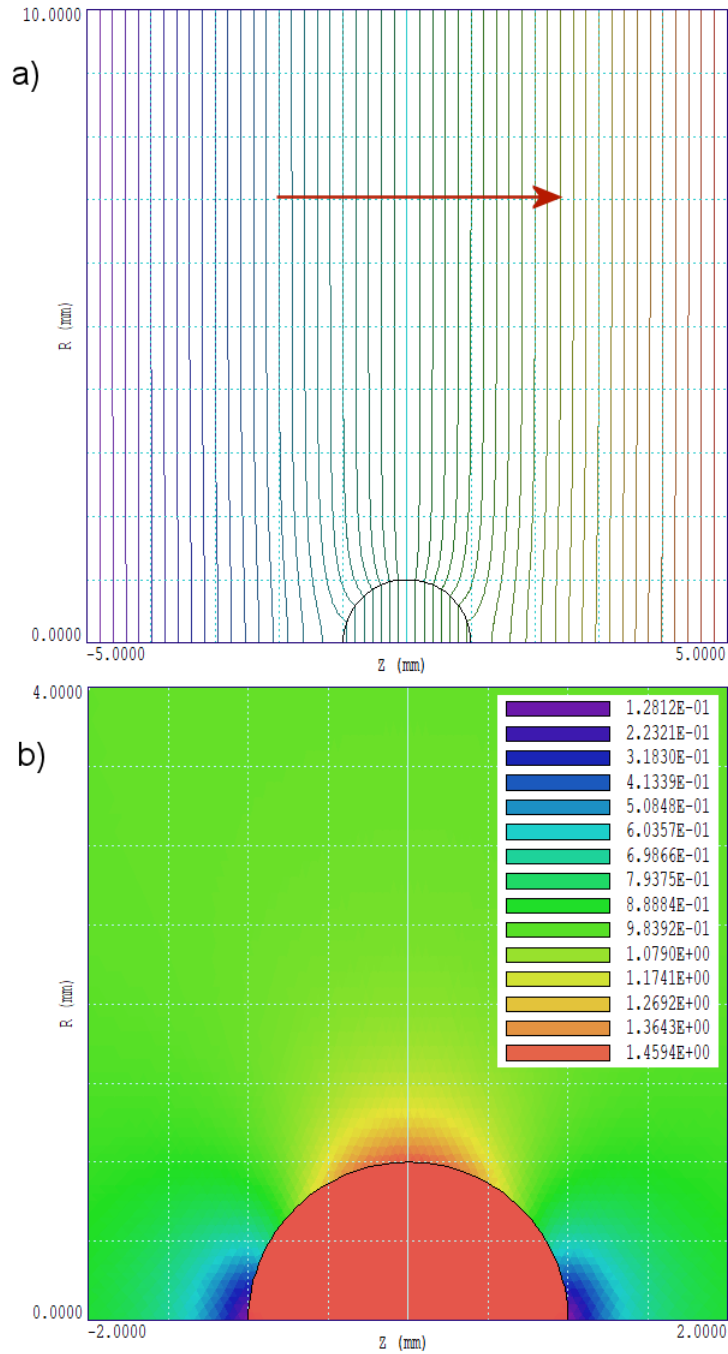 a)
10.0000
R (mm)
0.0000
-5.0000
Z (mm)
5.0000
b)
4.0000
1.2812E-01
2.2321E-01
3.1830E-01
4.1339E-01
5.0848E-01
6.0357E-01
6.9866E-01
7.9375E-01
8.8884E-01
9.8392E-01
1.0790E+00
1.1741E+00
1.2692E+00
1.3643E+00
1.4594E+00
R (mm)
0.0000
-2.0000
Z (mm)
2.0000